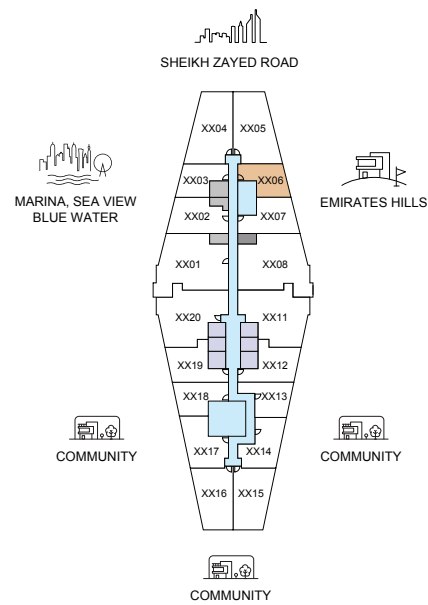 SHEIKH ZAYED ROAD
XX04 XX05
XX03 XX06
MARINA, SEA VIEW
BLUE WATER
EMIRATES HILLS
XX02 XX07
XX01 XX08
XX20 XX11
XX19 XX12
XX18 XX13
COMMUNITY
XX17 XX14
COMMUNITY
XX16 XX15
COMMUNITY